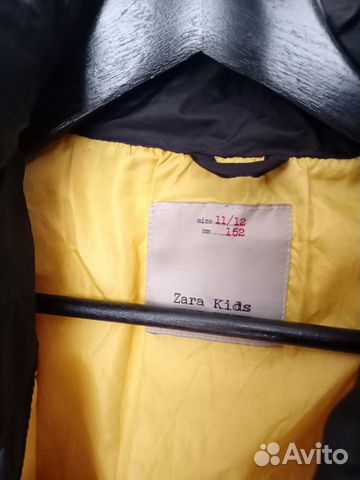 size.11/12
cm.....152
Zara Kids
Avito